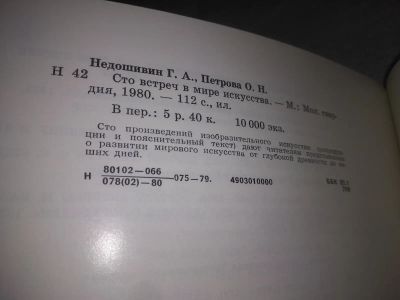 Недошивин Г. А., Петрова О. Н.
Н 42
Сто встреч в мире искусства. — М.: Мол. гвар-
дия, 1980. — 112 с., ил.
В пер.: 5 р. 40 к. 10 000 экз.
Сто произведений изобразительного искусства
ции и пояснительный текст) дают читателям
о развитии мирового искусства от глубокой древности до на-
ших дней.
Н 80102—066
078(02)—80 —075—79. 4903010000